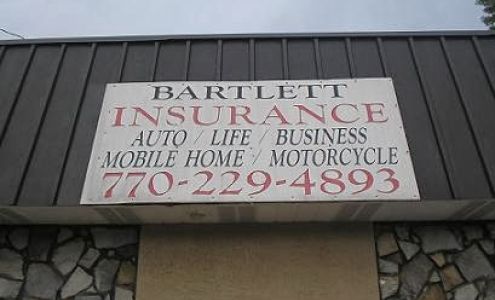 BARTLETT
INSURANCE
AUTO / LIFE / BUSINESS
MOBILE HOME / MOTORCYCLE
770-229-4893